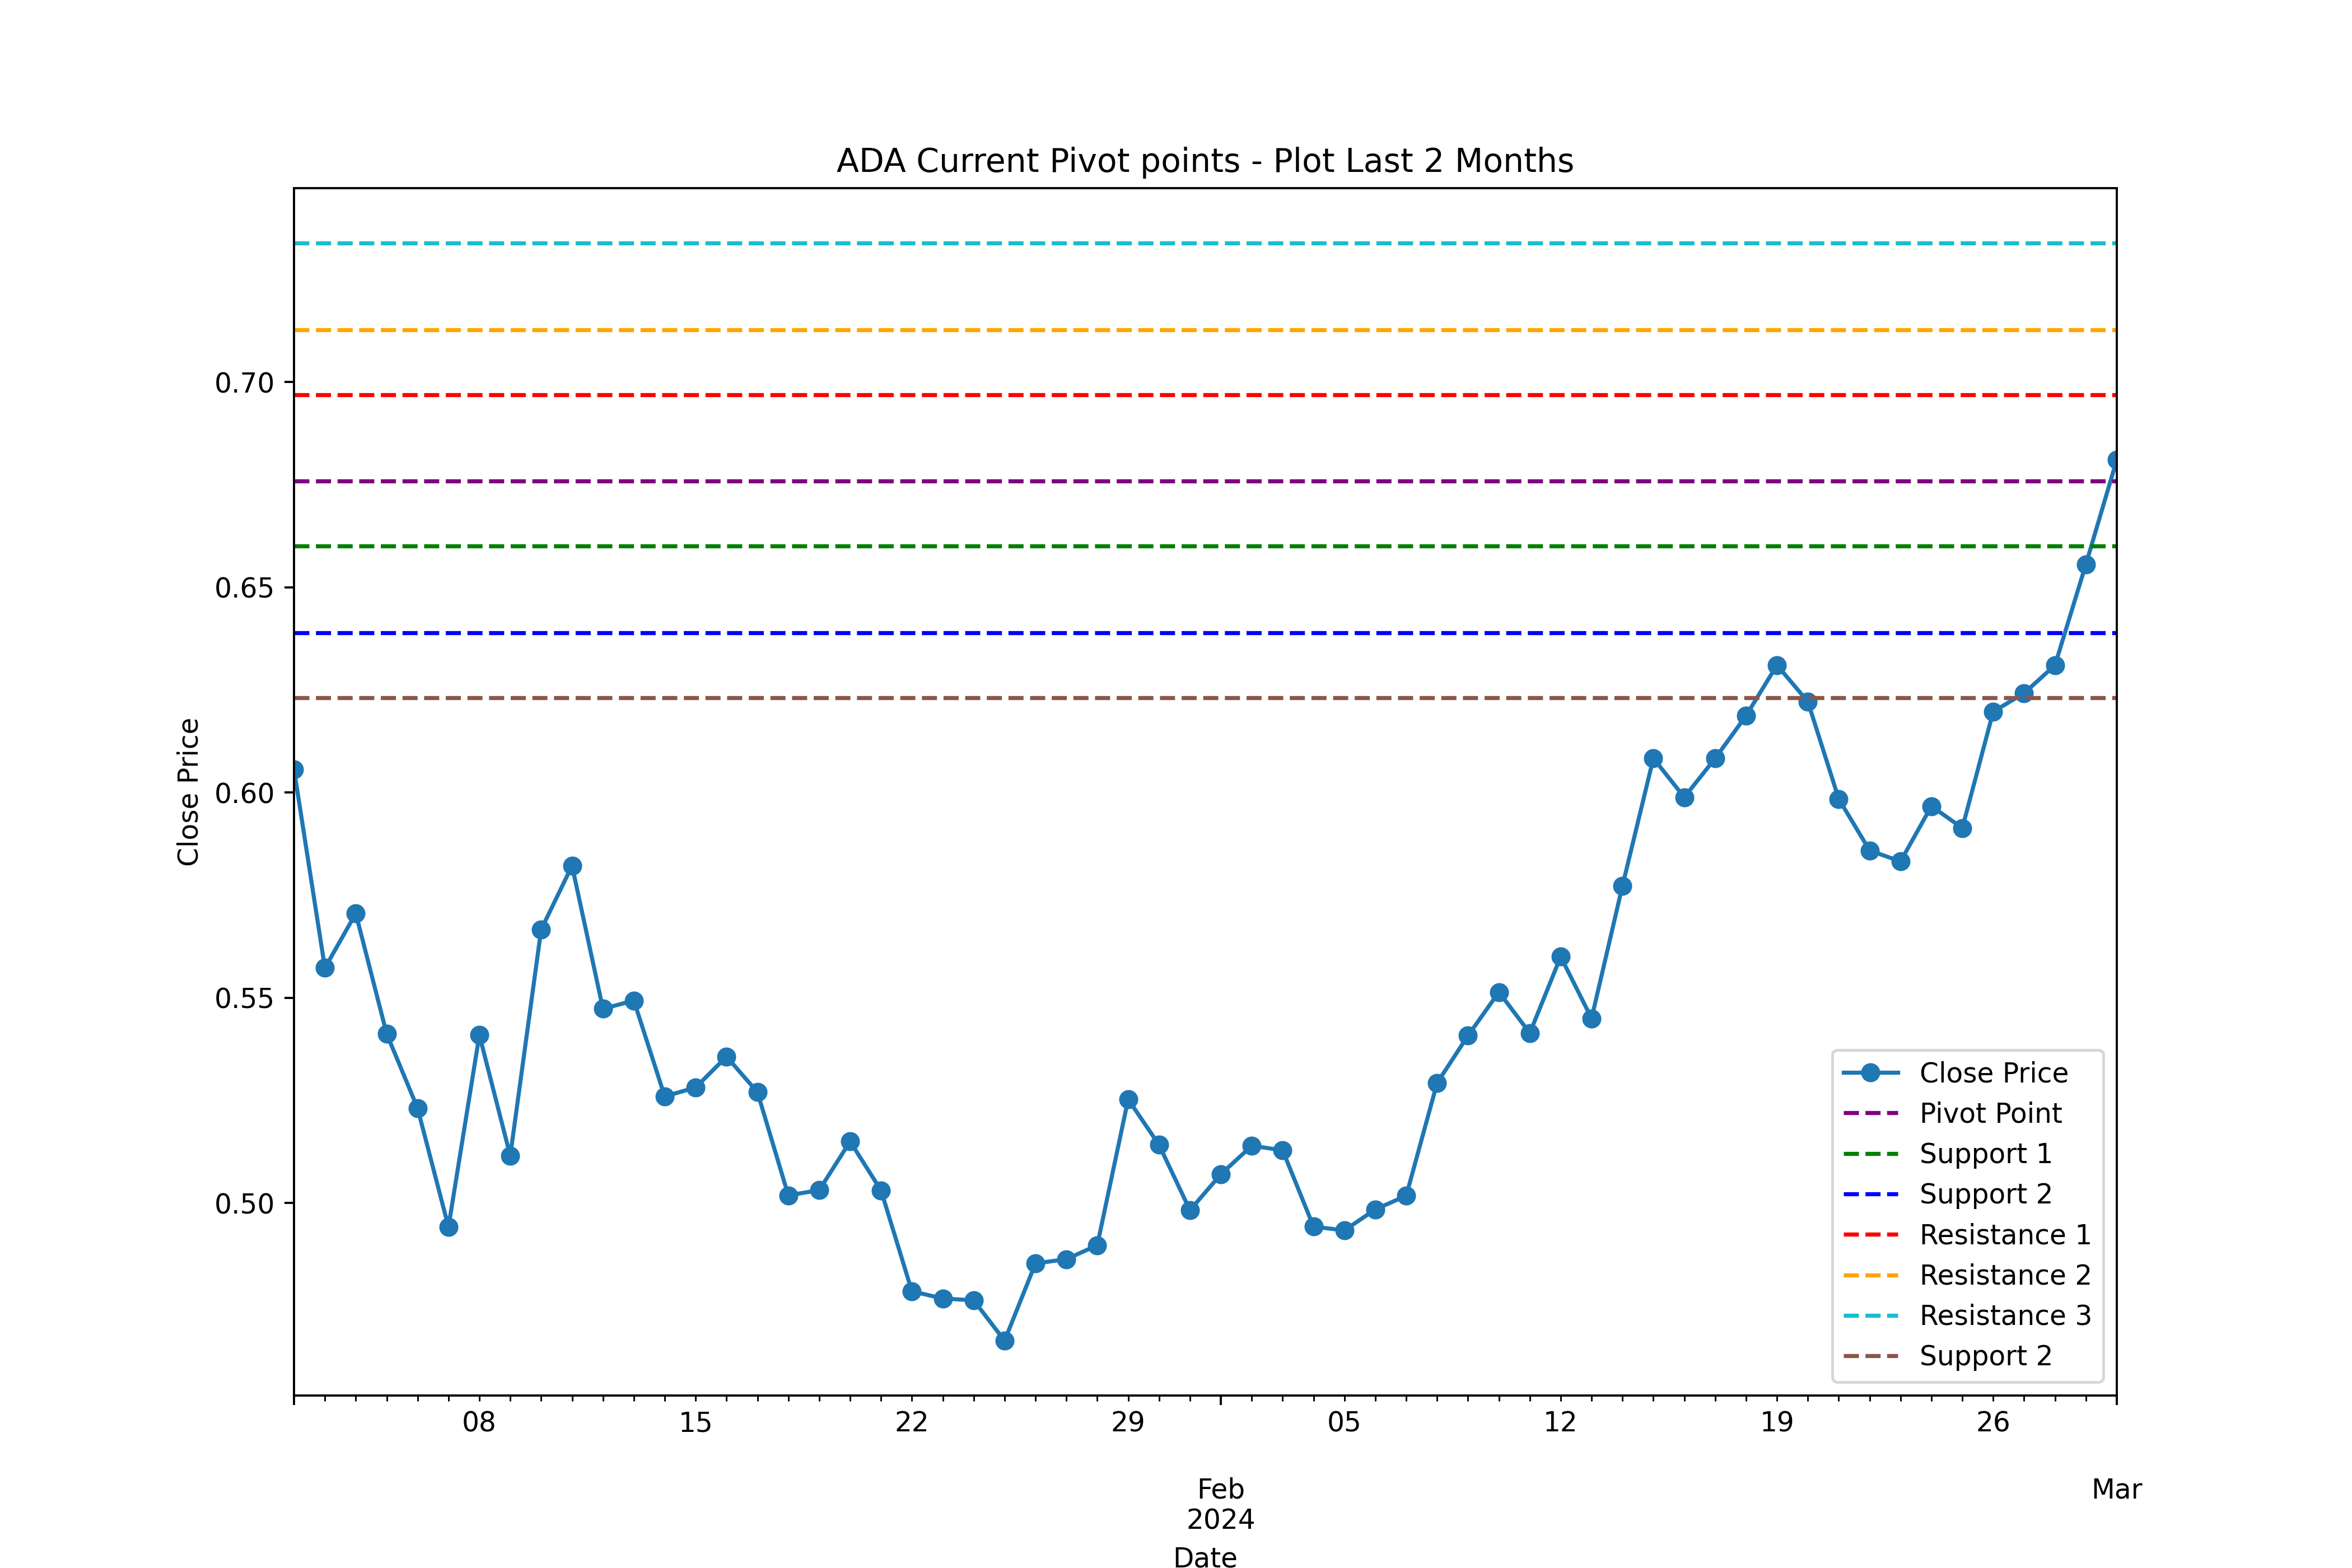 ADA Current Pivot points - Plot Last 2 Months
Close Price
0.70
0.65
0.60
0.55
0.50
Close Price
Pivot Point
Support 1
Support 2
Resistance 1
Resistance 2
Resistance 3
Support 2
08
15
22
29
05
12
19
26
Feb
2024
Mar
Date